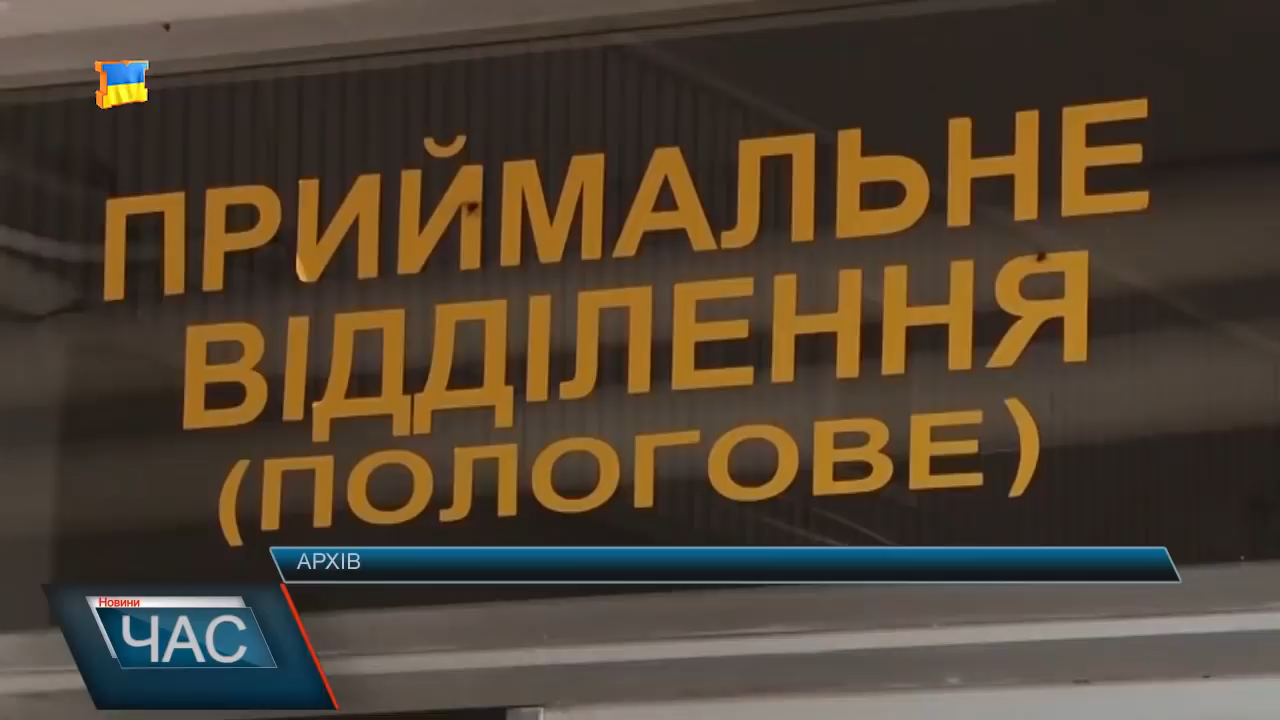 ПРИЙМАЛЬНЕ
ВІДДІЛЕННЯ
(ПОЛОГОВЕ)
АРХІВ
Новини
ЧАС